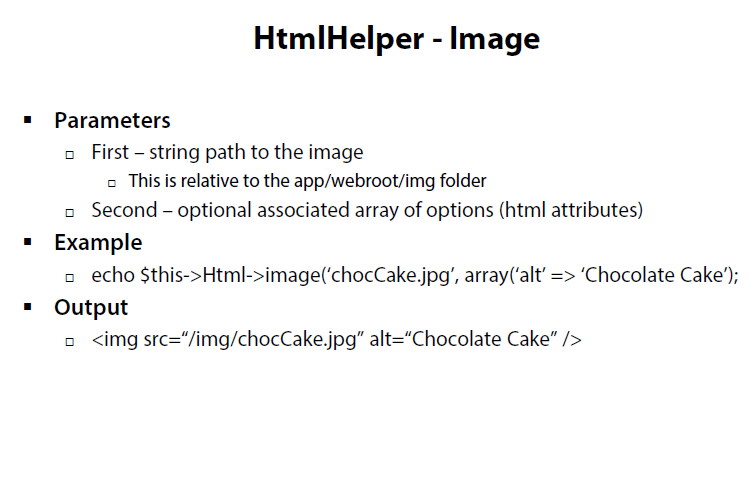 HtmlHelper - Image
Parameters
First – string path to the image
This is relative to the app/webroot/img folder
Second – optional associated array of options (html attributes)
Example
echo $this->Html->image(‘chocCake.jpg’, array(‘alt’ => ‘Chocolate Cake’);
Output
<img src=“/img/chocCake.jpg” alt=“Chocolate Cake” />